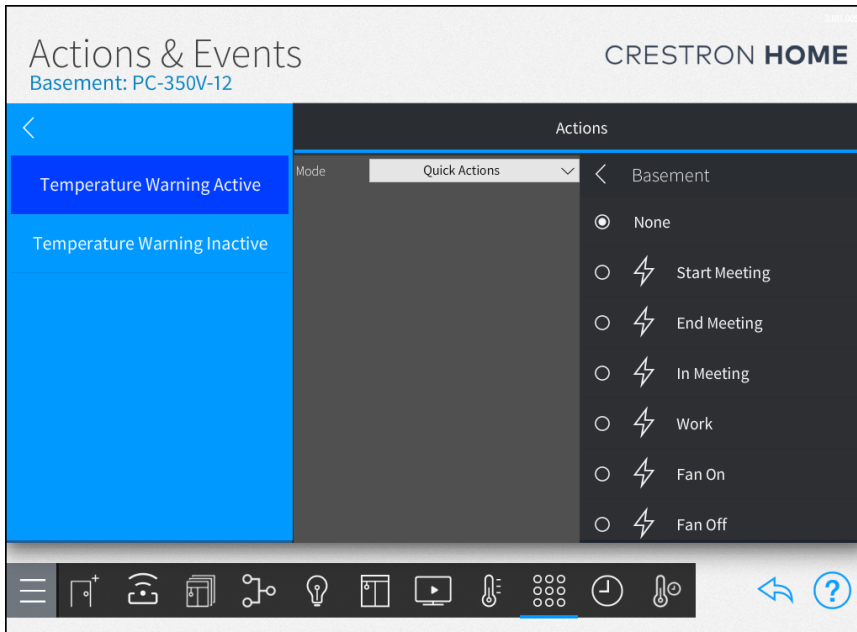 Actions & Events
CRESTRON HOME
Basement: PC-350V-12
Actions
Temperature Warning Active
Temperature Warning Inactive
Mode
Quick Actions
Basement
None
Start Meeting
End Meeting
In Meeting
Work
Fan On
Fan Off
?